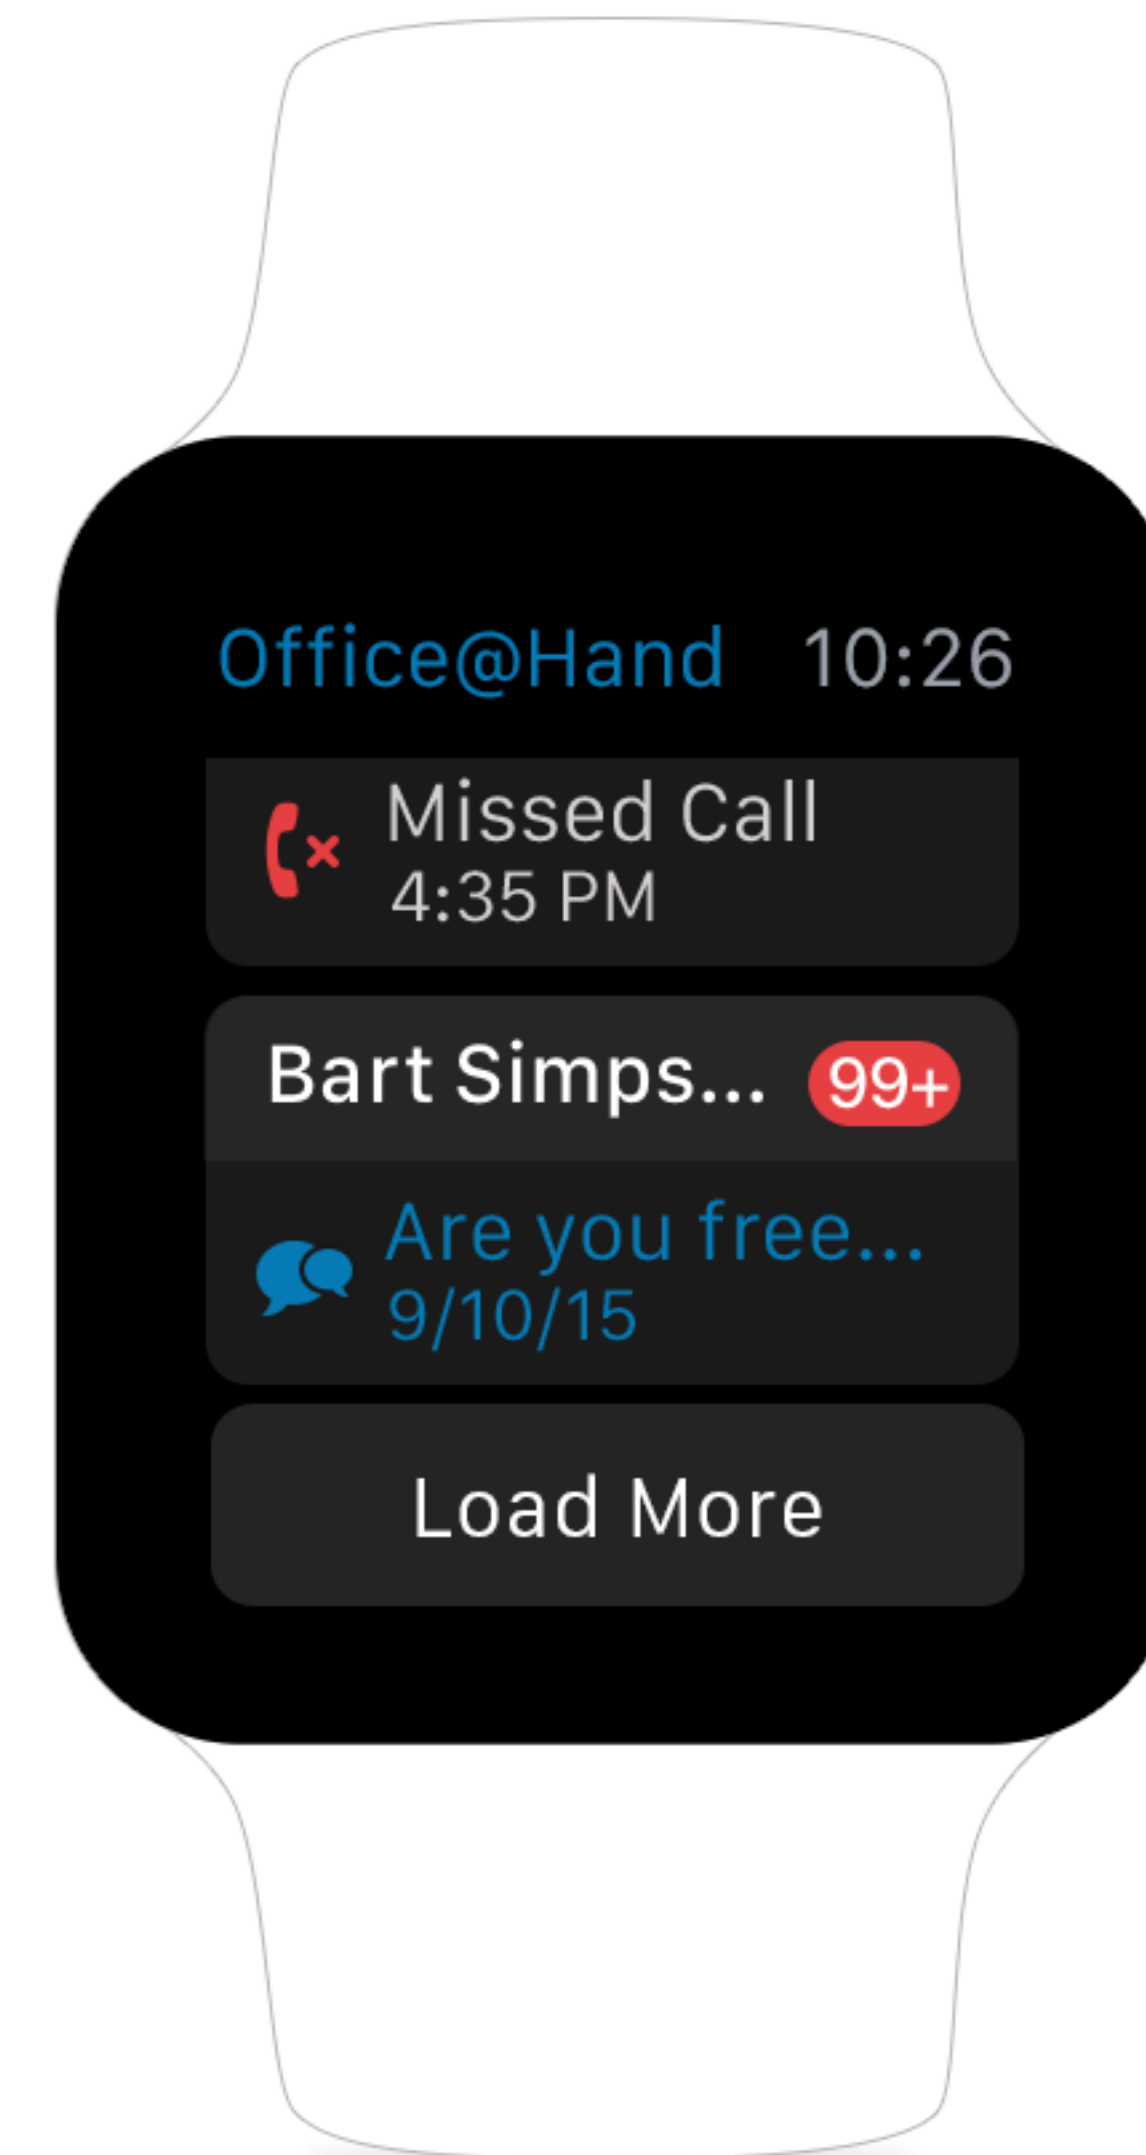 Office@Hand 10:26
Missed Call
4:35 PM
Bart Simps... 99+
Are you free...
9/10/15
Load More